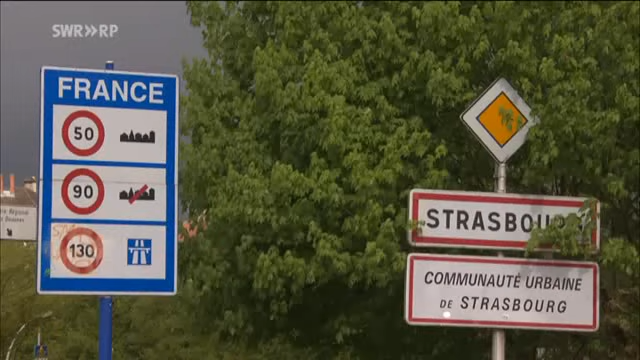 SWR>>RP
FRANCE
50
90
130
STRASBOURG
COMMUNAUTÉ URBAINE
DE STRASBOURG